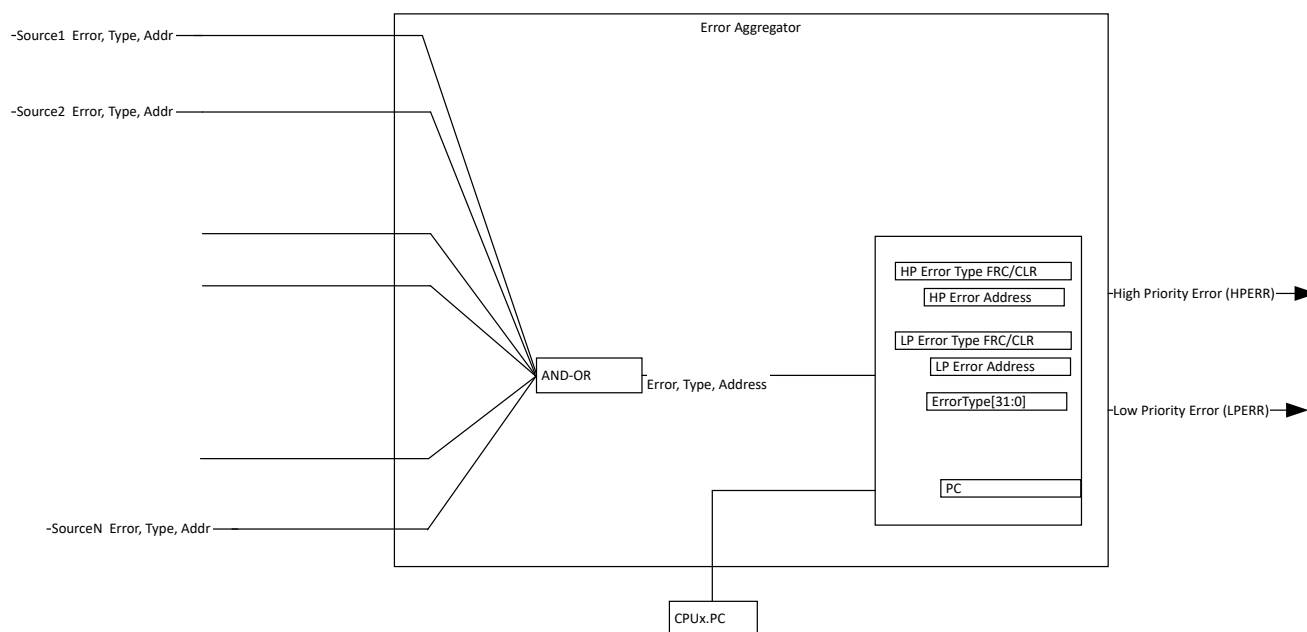 Error Aggregator
Source1 Error, Type, Addr
Source2 Error, Type, Addr
HP Error Type FRC/CLR
HP Error Address
High Priority Error (HPERR)
LP Error Type FRC/CLR
LP Error Address
AND-OR
Error, Type, Address
ErrorType[31:0]
Low Priority Error (LPERR)
PC
SourceN Error, Type, Addr
CPUx.PC